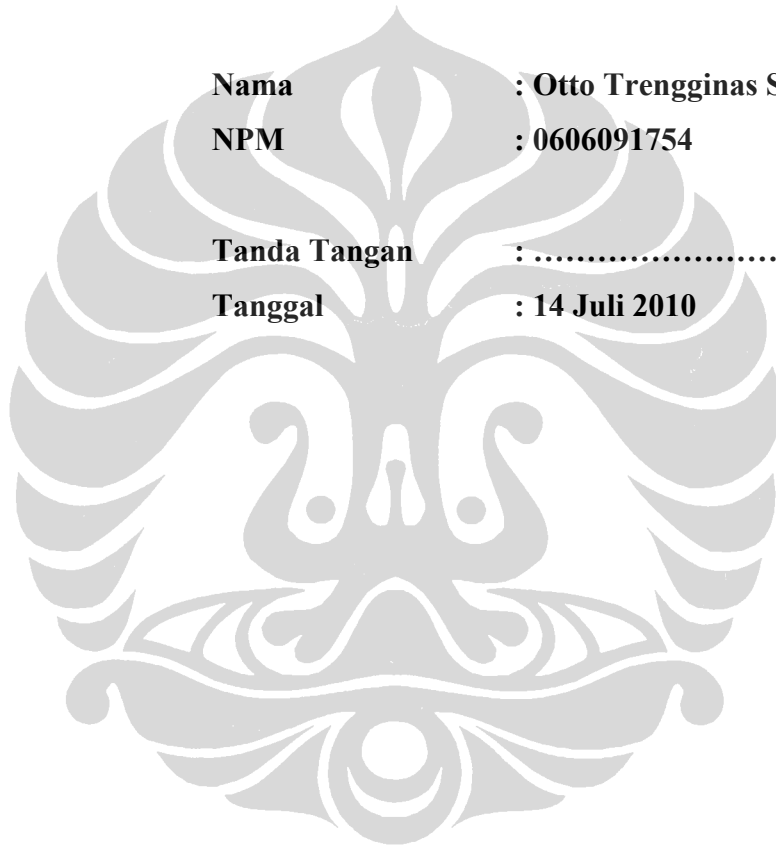 Nama : Otto Trengginas
NPM : 0606091754
Tanda Tangan : ........................
Tanggal : 14 Juli 2010